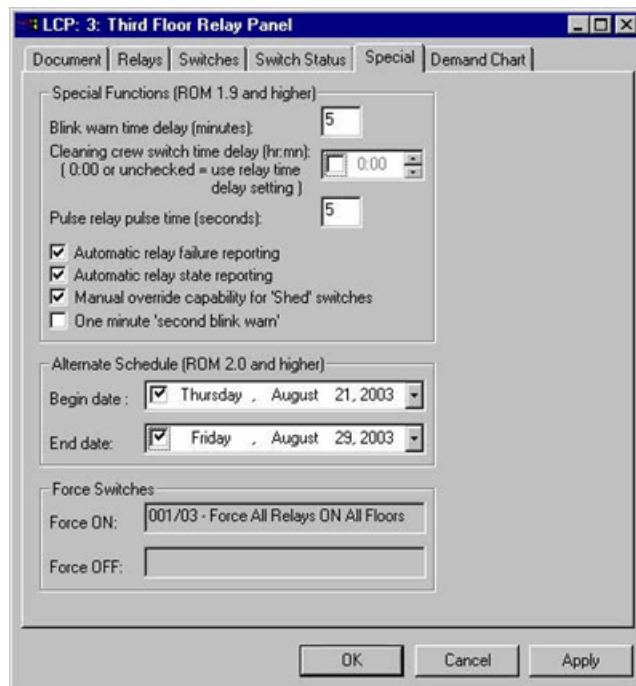 LCP: 3: Third Floor Relay Panel
Document Relays Switches Switch Status Special Demand Chart
Special Functions (ROM 1.9 and higher)
Blink warn time delay (minutes): 5
Cleaning crew switch time delay (hr:mn): 0:00
( 0:00 or unchecked = use relay time
delay setting )
Pulse relay pulse time (seconds): 5
Automatic relay failure reporting
Automatic relay state reporting
Manual override capability for 'Shed' switches
One minute 'second blink warn'
Alternate Schedule (ROM 2.0 and higher)
Begin date : Thursday , August 21, 2003
End date: Friday , August 29, 2003
Force Switches
Force ON: 001/03 - Force All Relays ON All Floors
Force OFF:
OK Cancel Apply